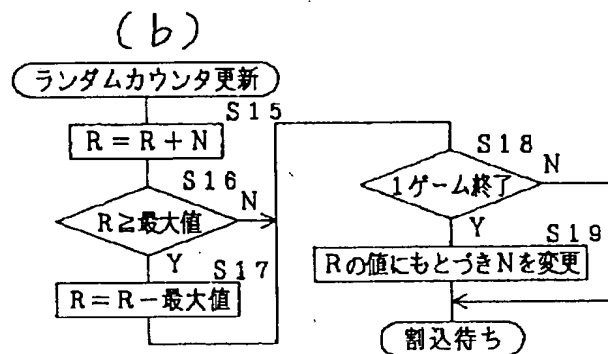 (b)
ランダムカウンタ更新
S15
R=R+N
S16
R≧最大値
N
Y
S17
R=R-最大値
S18
1ゲーム終了
N
Y
S19
Rの値にもとづきNを変更
割込待ち